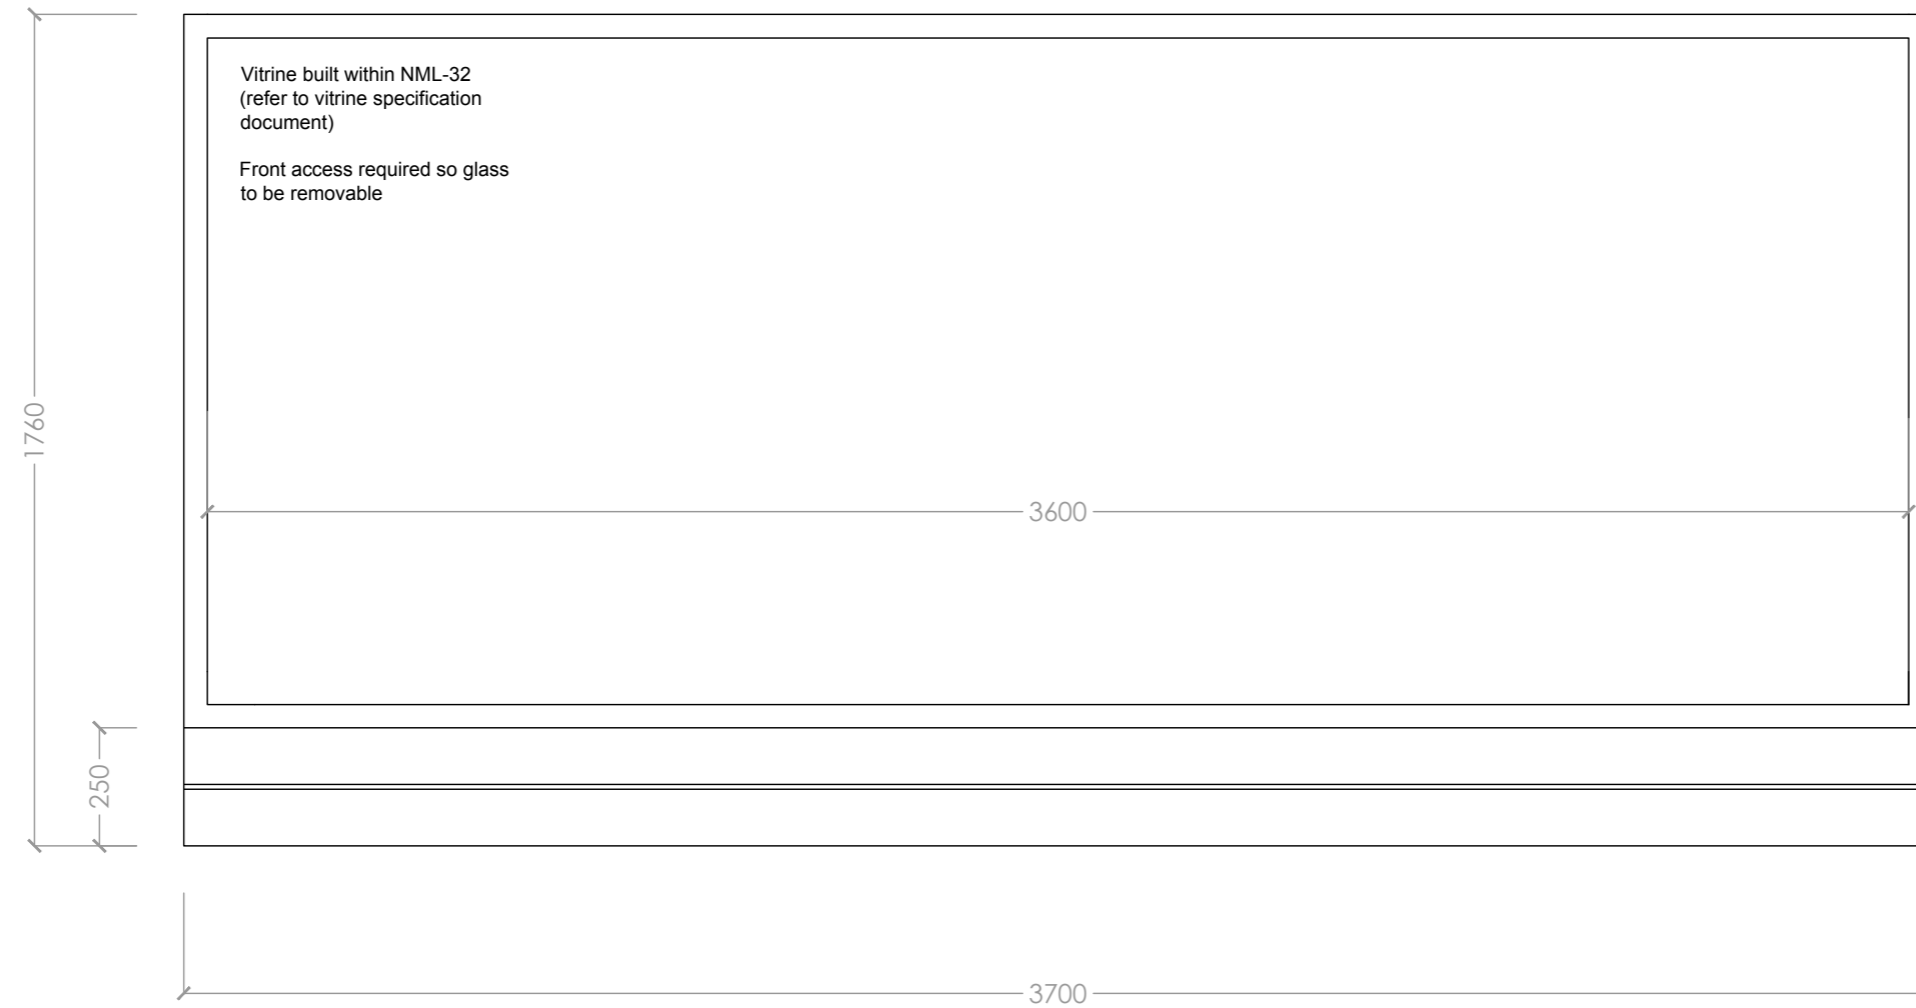 Vitrine built within NML-32
(refer to vitrine specification
document)
Front access required so glass
to be removable
1760
3600
250
3700